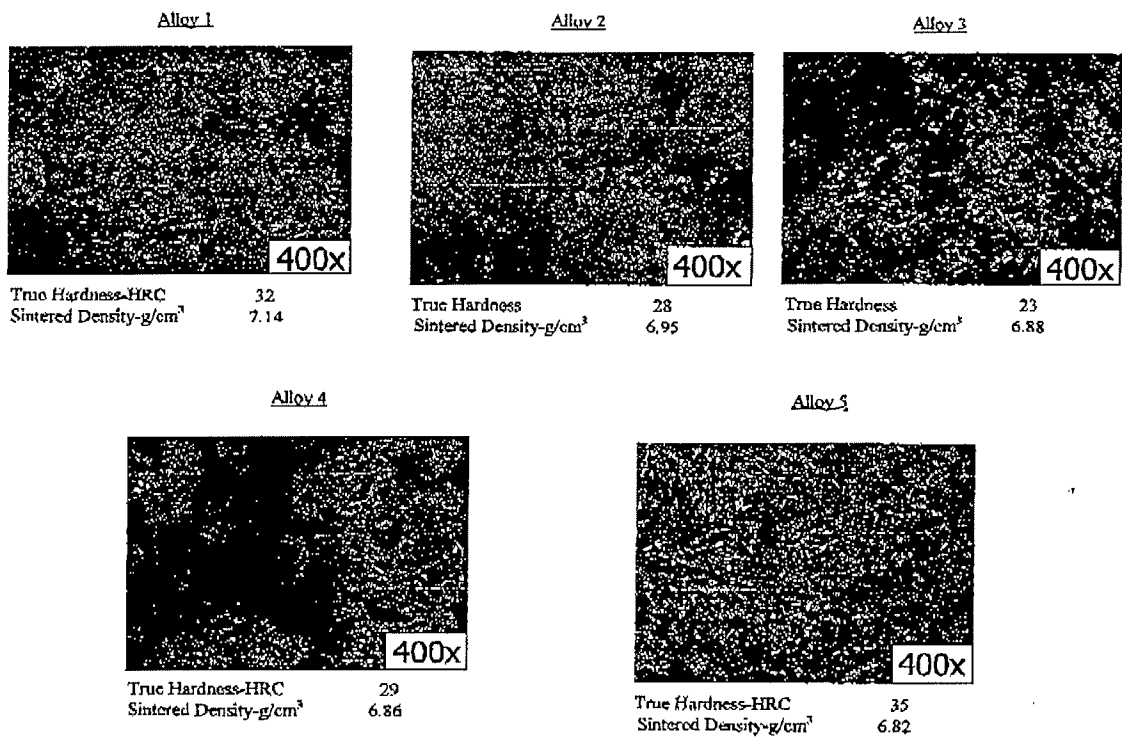 Alloy 1
400x
True Hardness-HRC 32
Sintered Density-g/cm³ 7.14
Alloy 2
400x
True Hardness 28
Sintered Density-g/cm³ 6.95
Alloy 3
400x
True Hardness 23
Sintered Density-g/cm³ 6.88
Alloy 4
400x
True Hardness-HRC 29
Sintered Density-g/cm³ 6.86
Alloy 5
400x
True Hardness-HRC 35
Sintered Density-g/cm³ 6.82